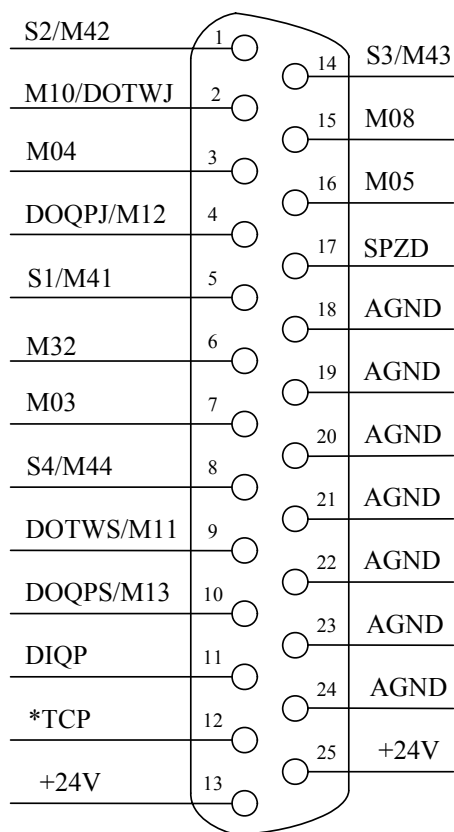 S2/M42
1
14
S3/M43
M10/DOTWJ
2
15
M08
M04
3
16
M05
DOQPJ/M12
4
17
SPZD
S1/M41
5
18
AGND
M32
6
19
AGND
M03
7
20
AGND
S4/M44
8
21
AGND
DOTWS/M11
9
22
AGND
DOQPS/M13
10
23
AGND
DIQP
11
24
AGND
*TCP
12
25
+24V
+24V
13